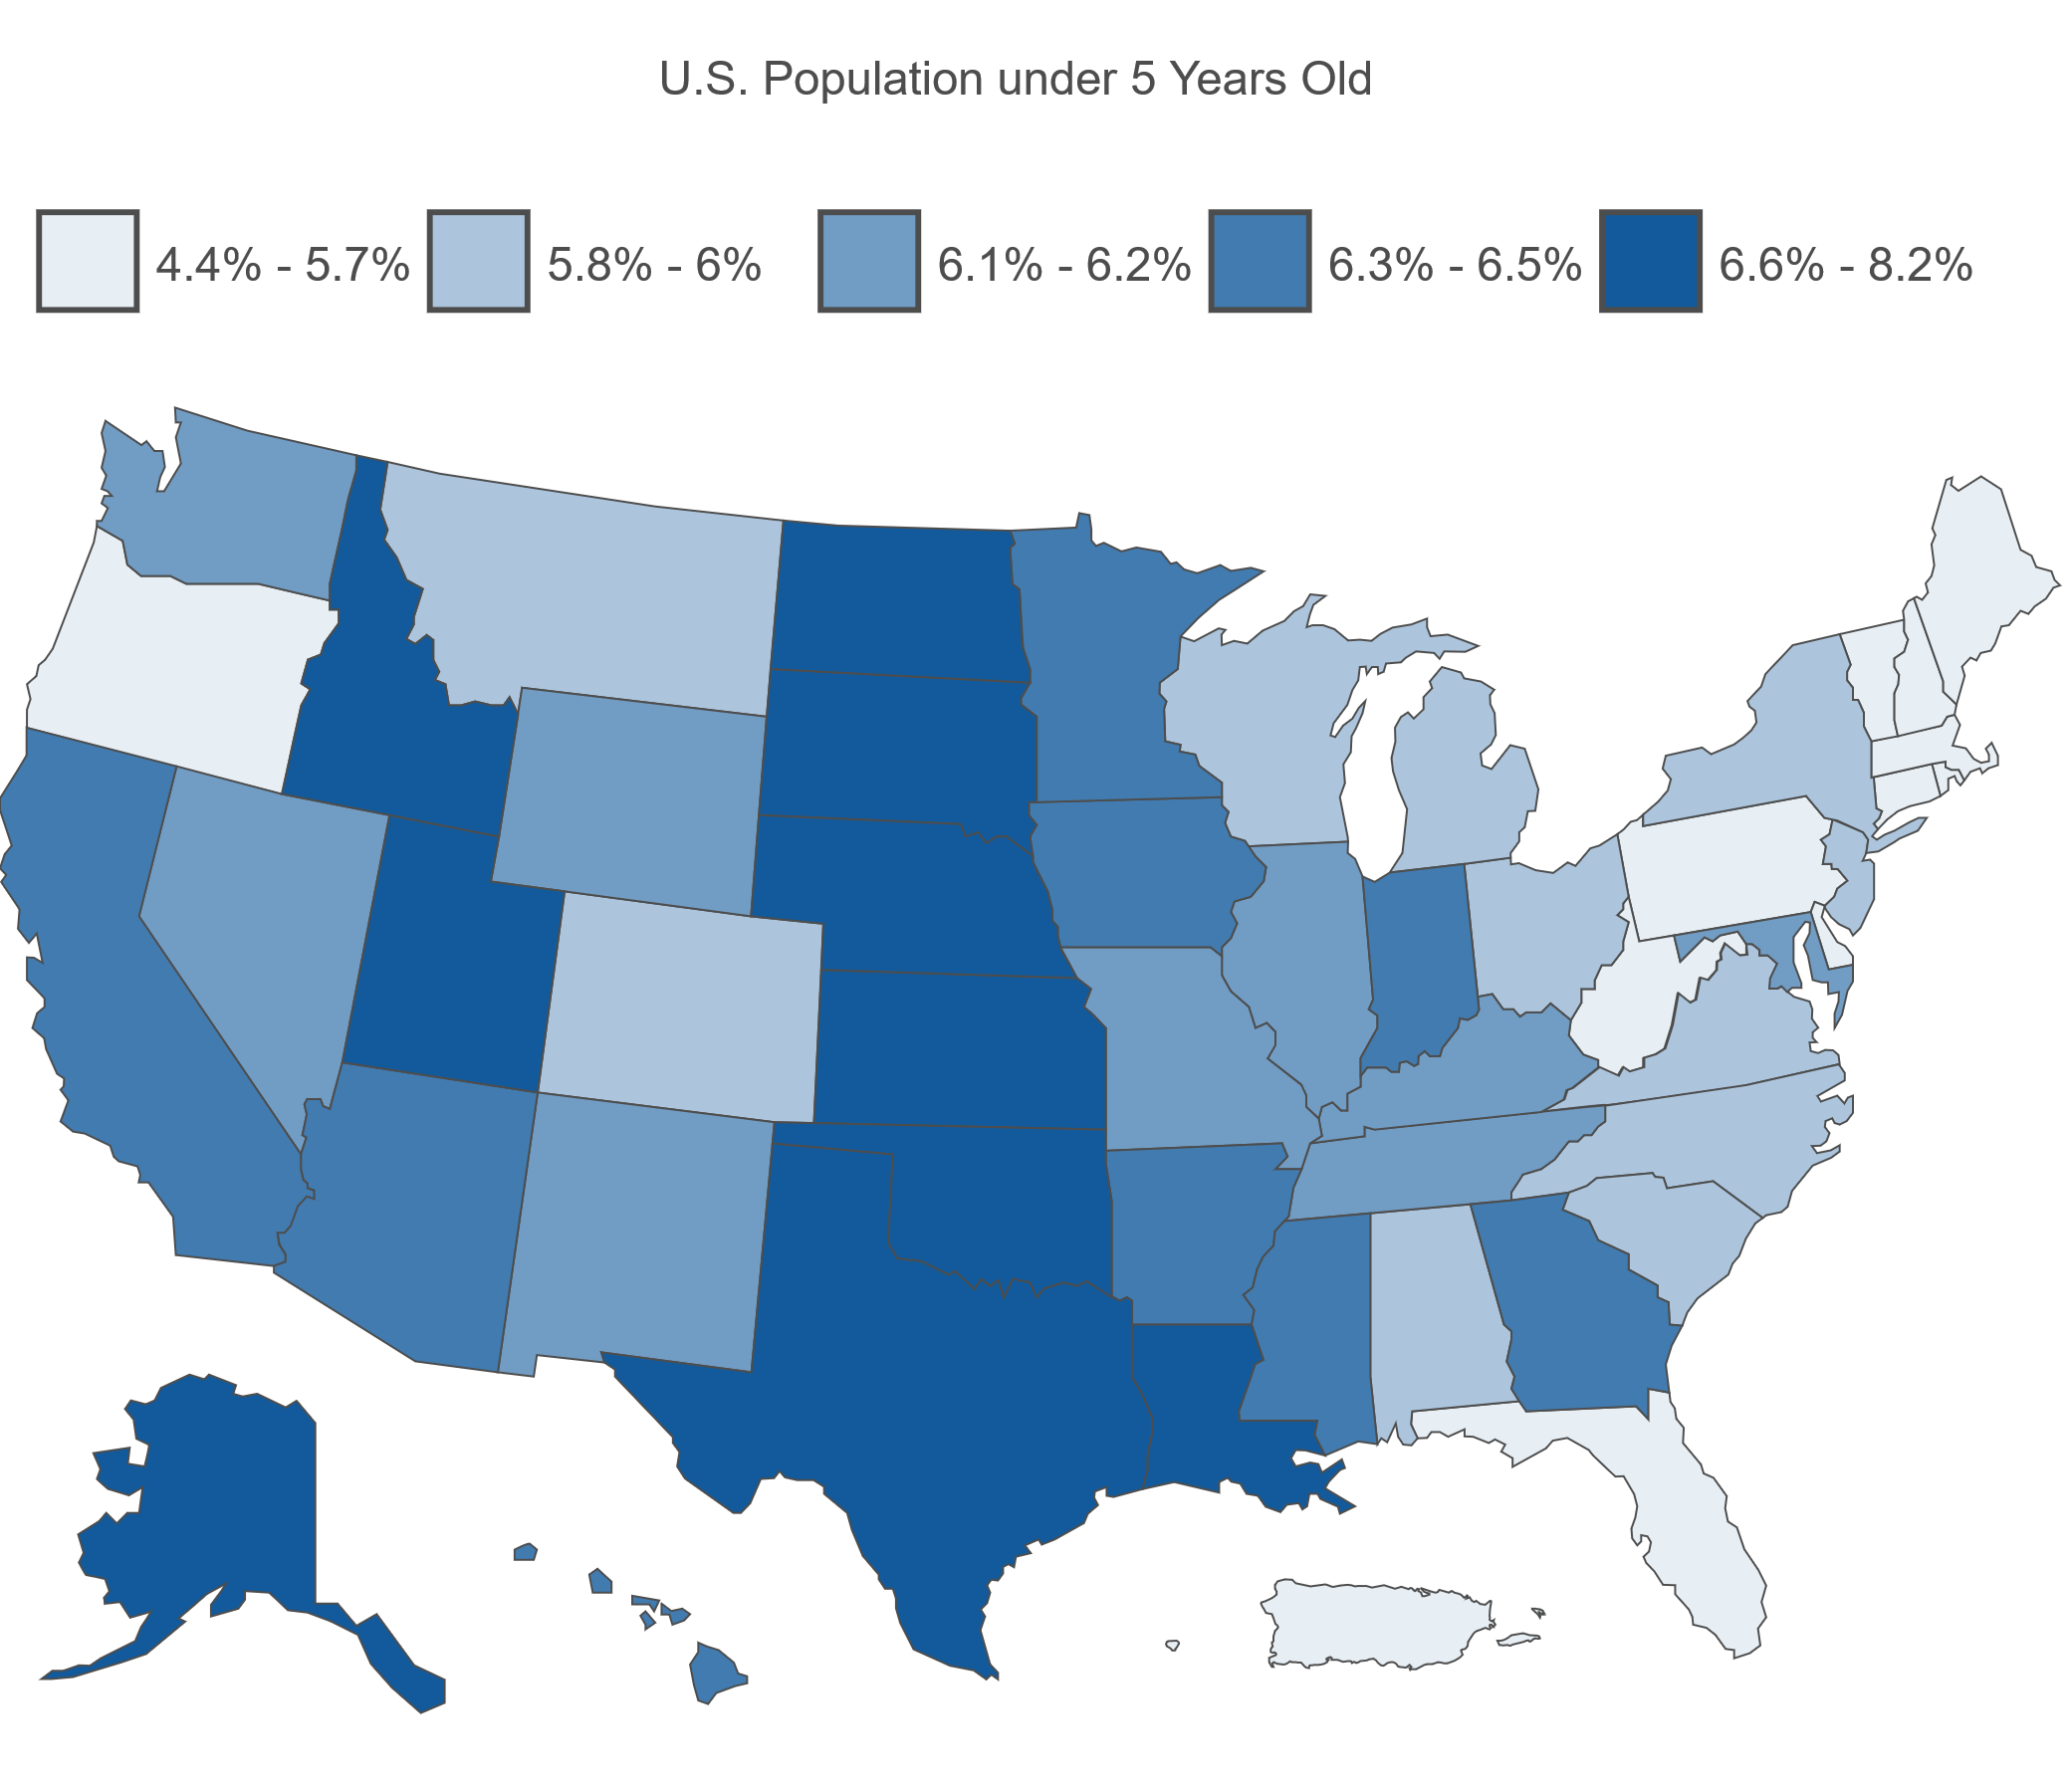 U.S. Population under 5 Years Old
4.4% - 5.7% 5.8% - 6% 6.1% - 6.2% 6.3% - 6.5% 6.6% - 8.2%